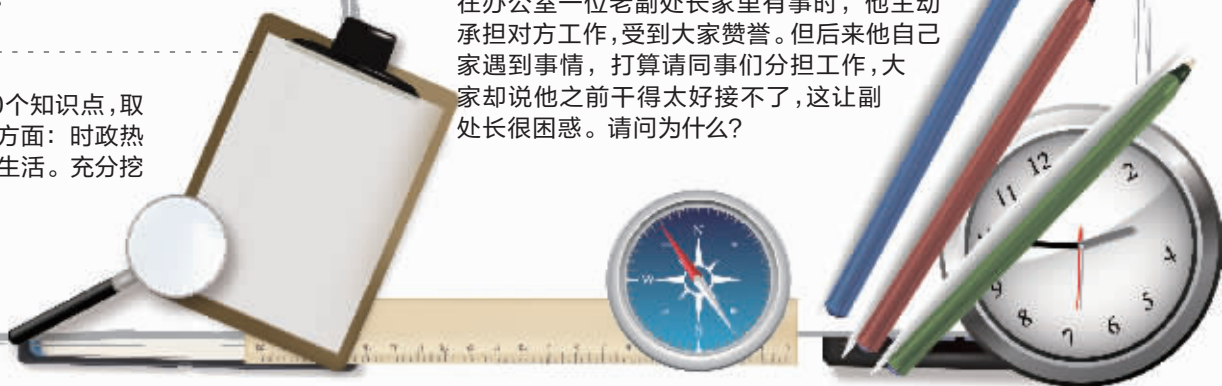 0个知识点,取
方面：时政热
生活。充分挖
在办公室一位老副处长家里有事时，他主动
承担对方工作,受到大家赞誉。但后来他自己
家遇到事情，打算请同事们分担工作,大
家却说他之前干得太好接不了,这让副
处长很困惑。请问为什么?
N
W
12
11
2
4
9
5
8
6
7